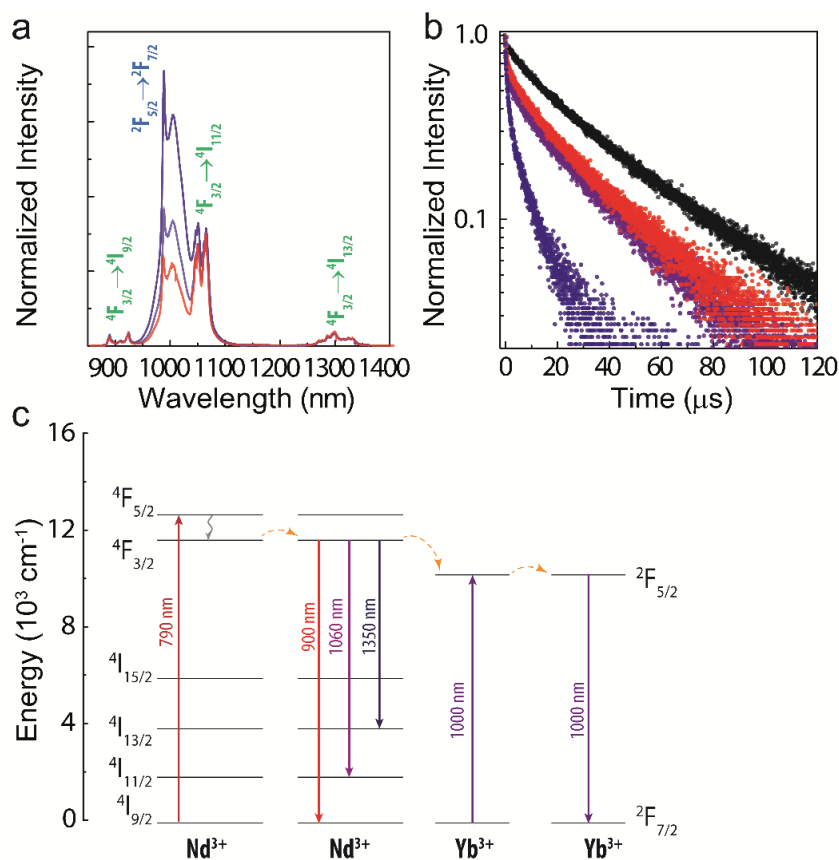 a
Normalized Intensity
²F₅/₂→²F₇/₂
⁴F₃/₂→⁴I₁₁/₂
⁴F₃/₂→⁴I₉/₂
⁴F₃/₂→⁴I₁₃/₂
900 1000 1100 1200 1300 1400
Wavelength (nm)
b
Normalized Intensity
1.0
0.1
0 20 40 60 80 100 120
Time (μs)
c
Energy (10³ cm⁻¹)
16
12
8
4
0
⁴F₅/₂
⁴F₃/₂
⁴I₁₅/₂
⁴I₁₃/₂
⁴I₁₁/₂
⁴I₉/₂
790 nm
900 nm
1060 nm
1350 nm
1000 nm
1000 nm
²F₅/₂
²F₇/₂
Nd³⁺ Nd³⁺ Yb³⁺ Yb³⁺